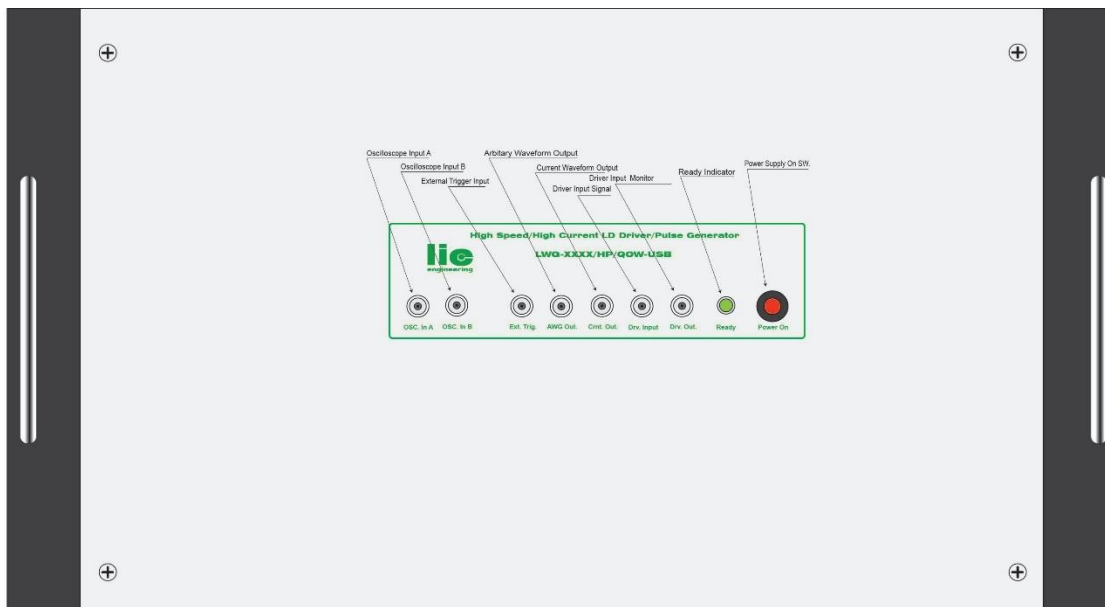 Oscilloscope Input A
Arbitary Waveform Output
Oscilloscope Input B
Current Waveform Output
Power Supply On SW.
Ready Indicator
External Trigger Input
Driver Input Monitor
Driver Input Signal
High Speed/High Current LD Driver/Pulse Generator
lic
engineering
LWG-XXXX/HP/QOW-USB
OSC. In A
OSC. In B
Ext. Trig.
AWG Out.
Crnt. Out.
Drv. Input
Drv. Out.
Ready
Power On